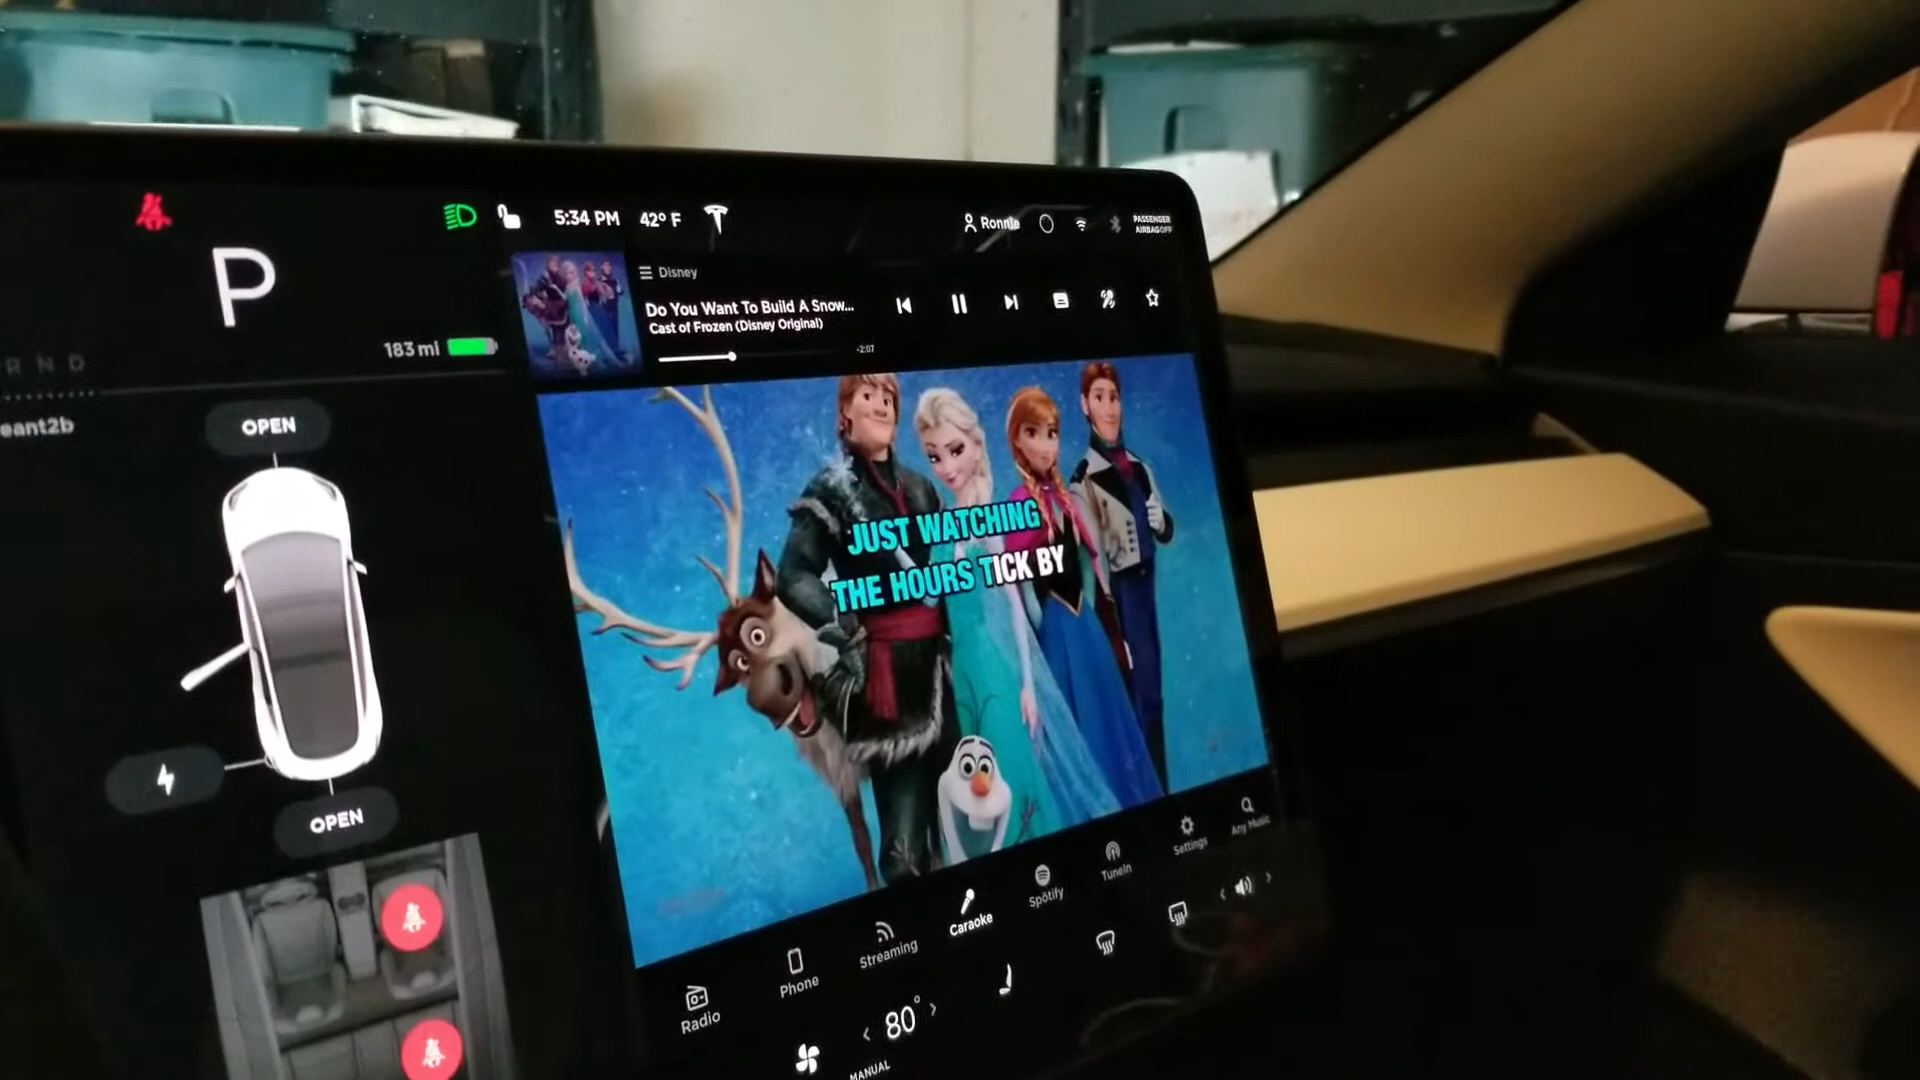 5:34 PM
42° F
Ronnie
PASSENGER
AIRBAG OFF
P
R N D
183 mi
eant2b
OPEN
OPEN
Disney
Do You Want To Build A Snow...
Cast of Frozen (Disney Original)
-2:07
JUST WATCHING
THE HOURS TICK BY
Radio
Phone
Streaming
Caraoke
Spotify
TuneIn
Settings
Any Music
< 80° >
MANUAL